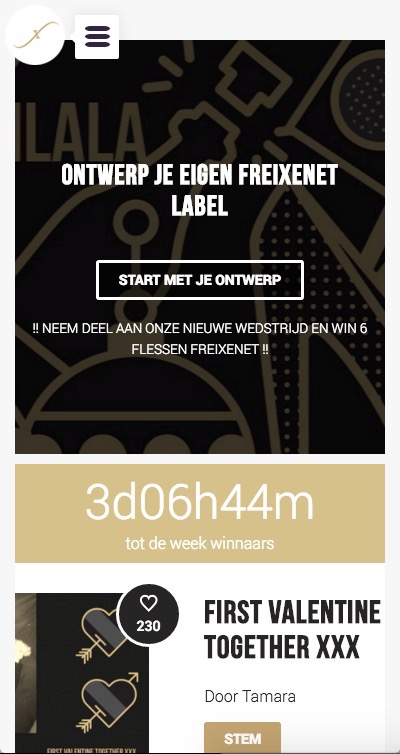 LALA
ONTWERP JE EIGEN FREIXENET
LABEL
START MET JE ONTWERP
!! NEEM DEEL AAN ONZE NIEUWE WEDSTRIJD EN WIN 6
FLESSEN FREIXENET !!
3d06h44m
tot de week winnaars
230
FIRST VALENTINE
TOGETHER XXX
Door Tamara
STEM
FIRST VALENTINE TOGETHER XXX